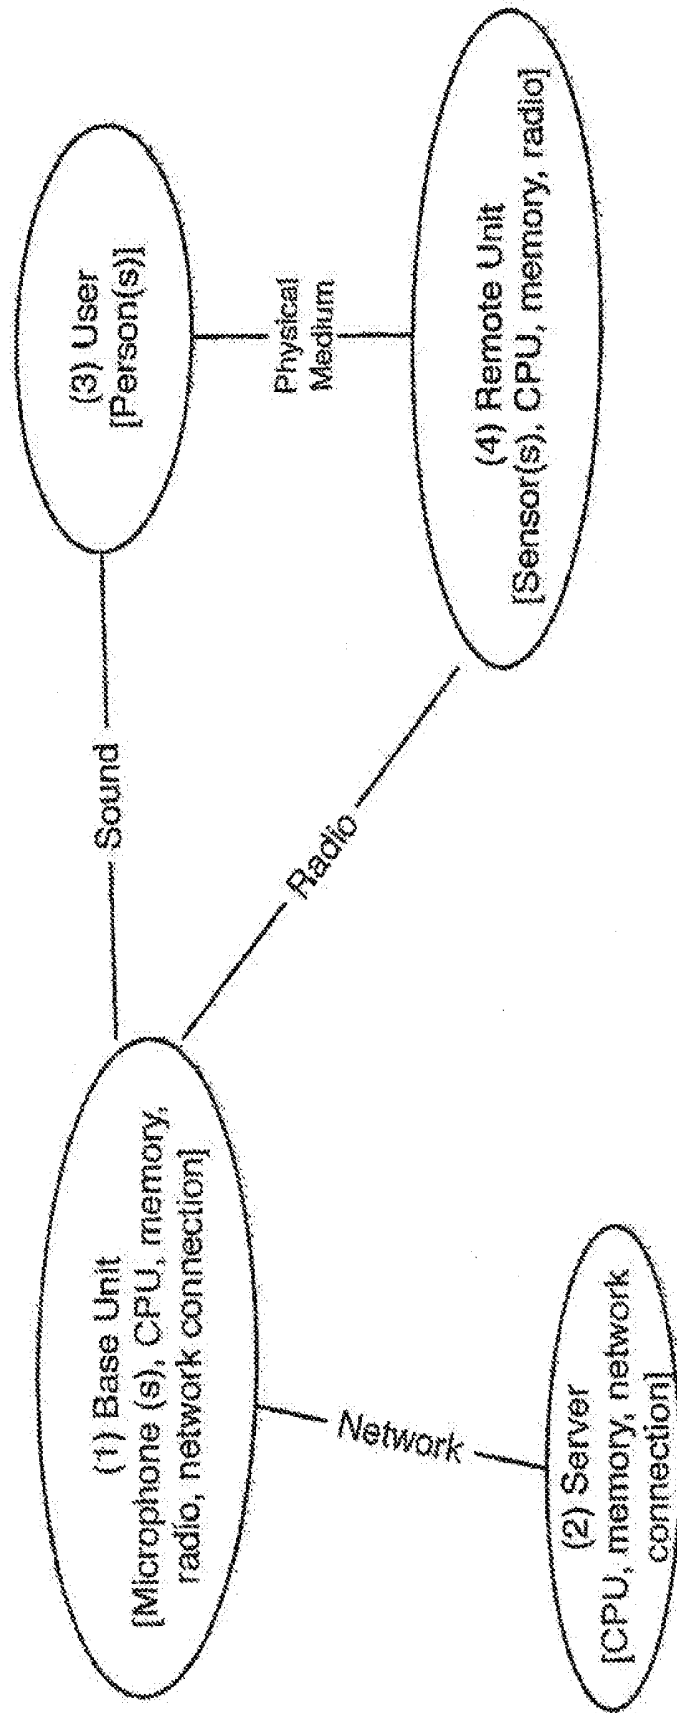 (1) Base Unit
[Microphone (s), CPU, memory,
radio, network connection]
Sound
(3) User
[Person(s)]
Radio
Physical
Medium
Network
(4) Remote Unit
[Sensor(s), CPU, memory, radio]
(2) Server
[CPU, memory, network
connection]